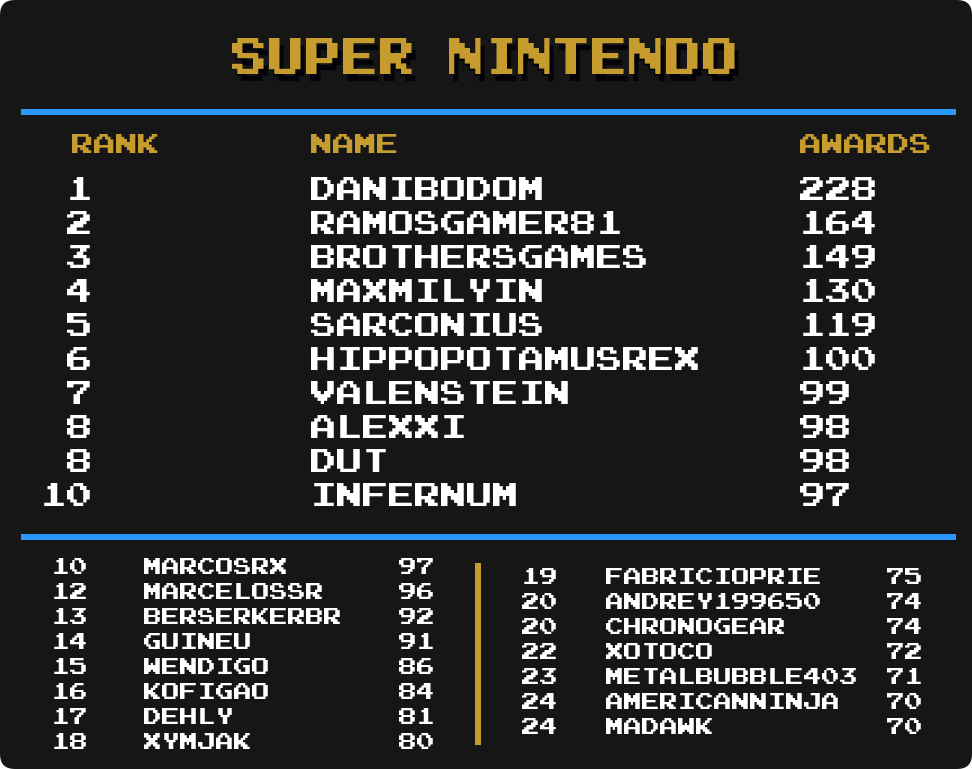 SUPER NINTENDO
RANK NAME AWARDS
1 DANIBODOM 228
2 RAMOSGAMER81 164
3 BROTHERSGAMES 149
4 MAXMILYIN 130
5 SARCONIUS 119
6 HIPPOPOTAMUSREX 100
7 VALENSTEIN 99
8 ALEXXI 98
8 DUT 98
10 INFERNUM 97
10 MARCOSRX 97
12 MARCELOSSR 96
13 BERSERKERBR 92
14 GUINEU 91
15 WENDIGO 86
16 KOFIGAO 84
17 DEHLY 81
18 XYMJAK 80
19 FABRICIOPRIE 75
20 ANDREY199650 74
20 CHRONOGEAR 74
22 XOTOCO 72
23 METALBUBBLE403 71
24 AMERICANNINJA 70
24 MADAWK 70